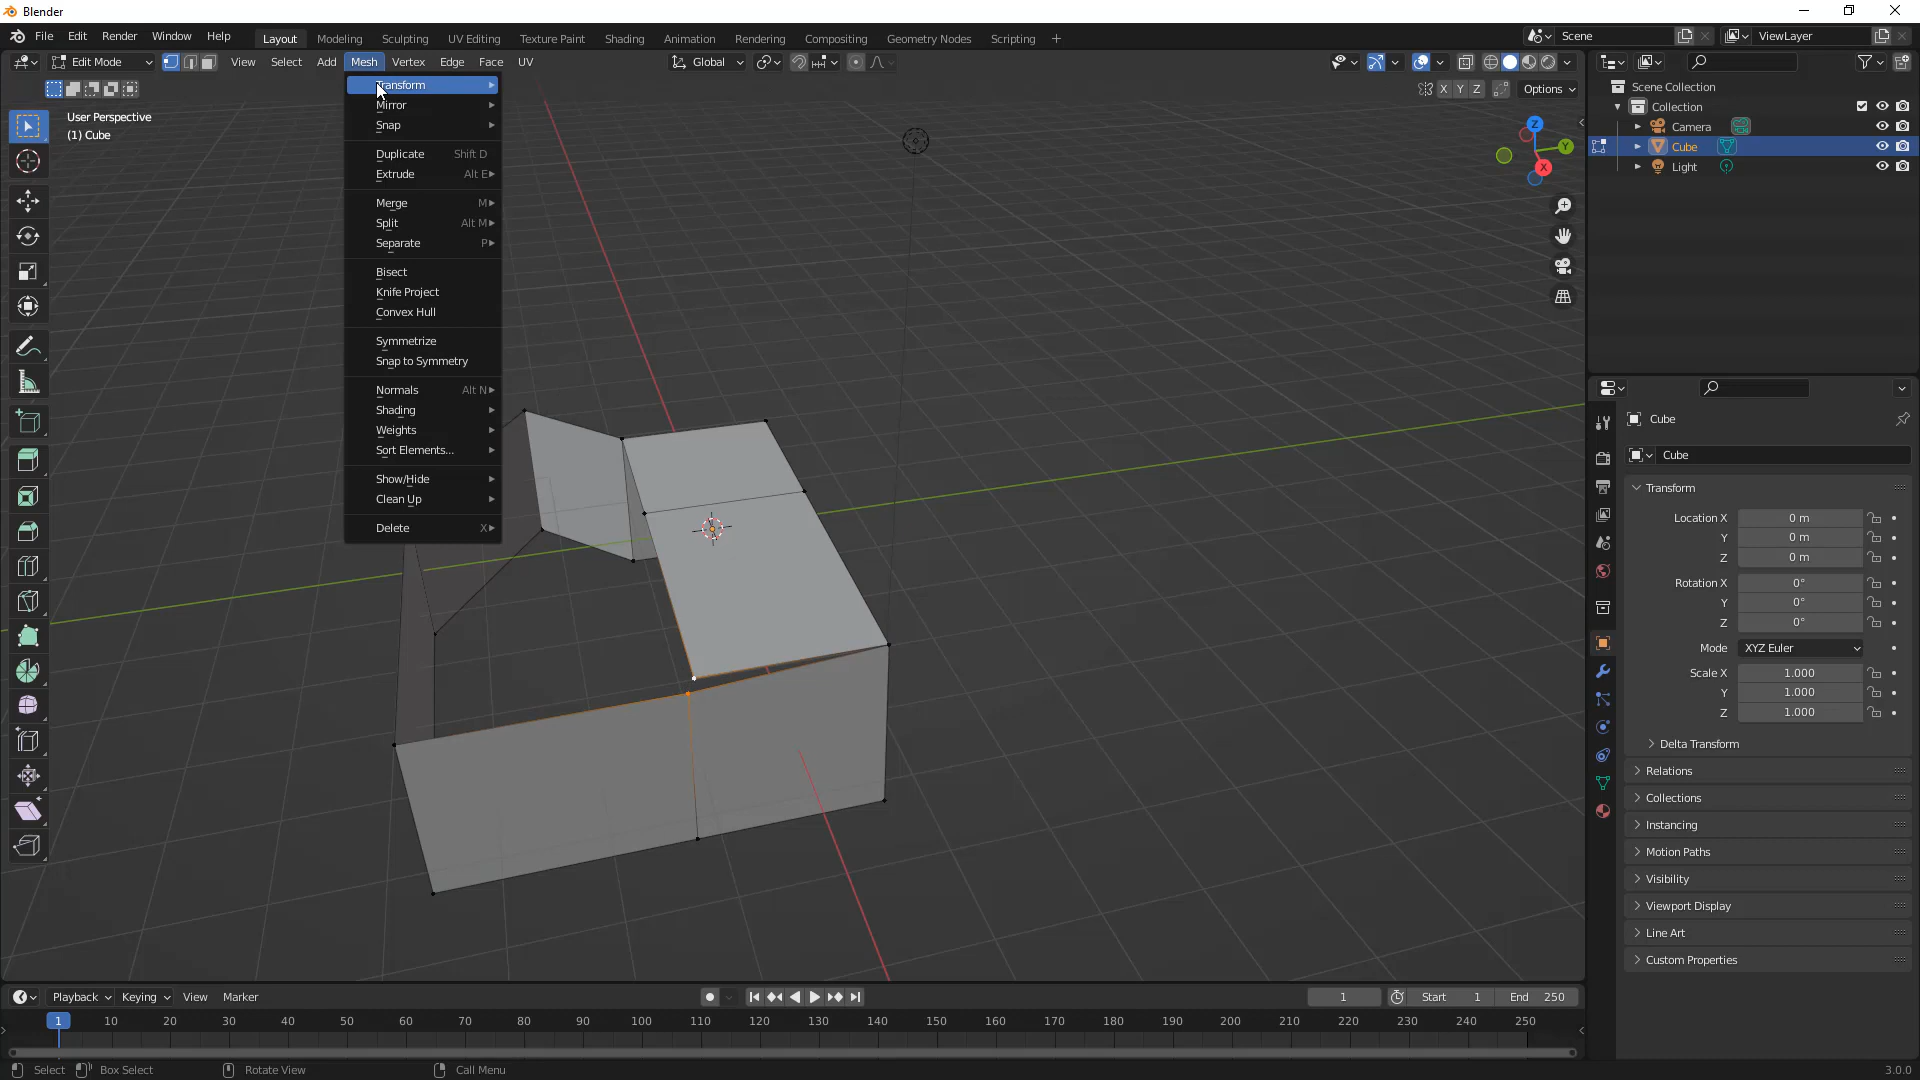 Blender
File Edit Render Window Help
Layout Modeling Sculpting UV Editing Texture Paint Shading Animation Rendering Compositing Geometry Nodes Scripting +
Scene
ViewLayer
Edit Mode
View Select Add Mesh Vertex Edge Face UV
Global
X Y Z
Options
User Perspective
(1) Cube
Transform
Mirror
Snap
Duplicate Shift D
Extrude Alt E
Merge M
Split Alt M
Separate P
Bisect
Knife Project
Convex Hull
Symmetrize
Snap to Symmetry
Normals Alt N
Shading
Weights
Sort Elements...
Show/Hide
Clean Up
Delete X
Z
Y
X
Scene Collection
Collection
Camera
Cube
Light
Cube
Cube
Transform
Location X 0 m
Y 0 m
Z 0 m
Rotation X 0°
Y 0°
Z 0°
Mode XYZ Euler
Scale X 1.000
Y 1.000
Z 1.000
Delta Transform
Relations
Collections
Instancing
Motion Paths
Visibility
Viewport Display
Line Art
Custom Properties
Playback Keying View Marker
1 Start 1 End 250
1 10 20 30 40 50 60 70 80 90 100 110 120 130 140 150 160 170 180 190 200 210 220 230 240 250
Select Box Select Rotate View Call Menu 3.0.0